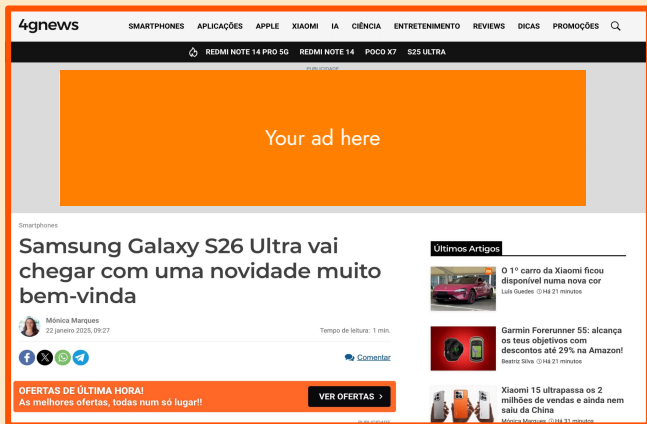 4gnews
SMARTPHONES APLICAÇÕES APPLE XIAOMI IA CIÊNCIA ENTRETENIMENTO REVIEWS DICAS PROMOÇÕES
REDMI NOTE 14 PRO 5G REDMI NOTE 14 POCO X7 S25 ULTRA
PUBLICIDADE
Your ad here
Smartphones
Samsung Galaxy S26 Ultra vai
chegar com uma novidade muito
bem-vinda
Mónica Marques
22 janeiro 2025, 09:27
Tempo de leitura: 1 min.
Comentar
OFERTAS DE ÚLTIMA HORA!
As melhores ofertas, todas num só lugar!!
VER OFERTAS
PUBLICIDADE
Últimos Artigos
O 1º carro da Xiaomi ficou
disponível numa nova cor
Luís Guedes Há 21 minutos
Garmin Forerunner 55: alcança
os teus objetivos com
descontos até 29% na Amazon!
Beatriz Silva Há 21 minutos
Xiaomi 15 ultrapassa os 2
milhões de vendas e ainda nem
saiu da China
Mónica Marques Há 31 minutos